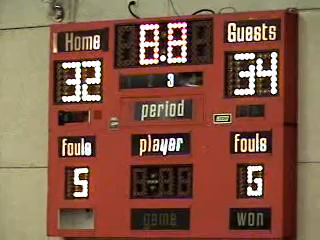 Home 8.8 Guests
32 3 34
period
fouls player fouls
5 5
game won